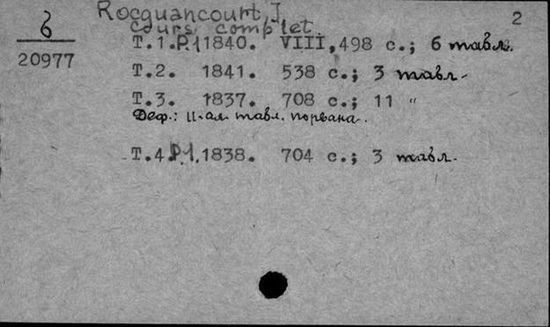 Rocquancourt, J. 2
6
20977
Cours complet
Т.1.P.1 1840. VIII, 498 с.; 6 табл.
Т.2. 1841. 538 с.; 3 табл.
Т.3. 1837. 708 с.; 11 "
Деф.: 11-ая табл. порвана.
Т.4.P.1. 1838. 704 с.; 3 табл.